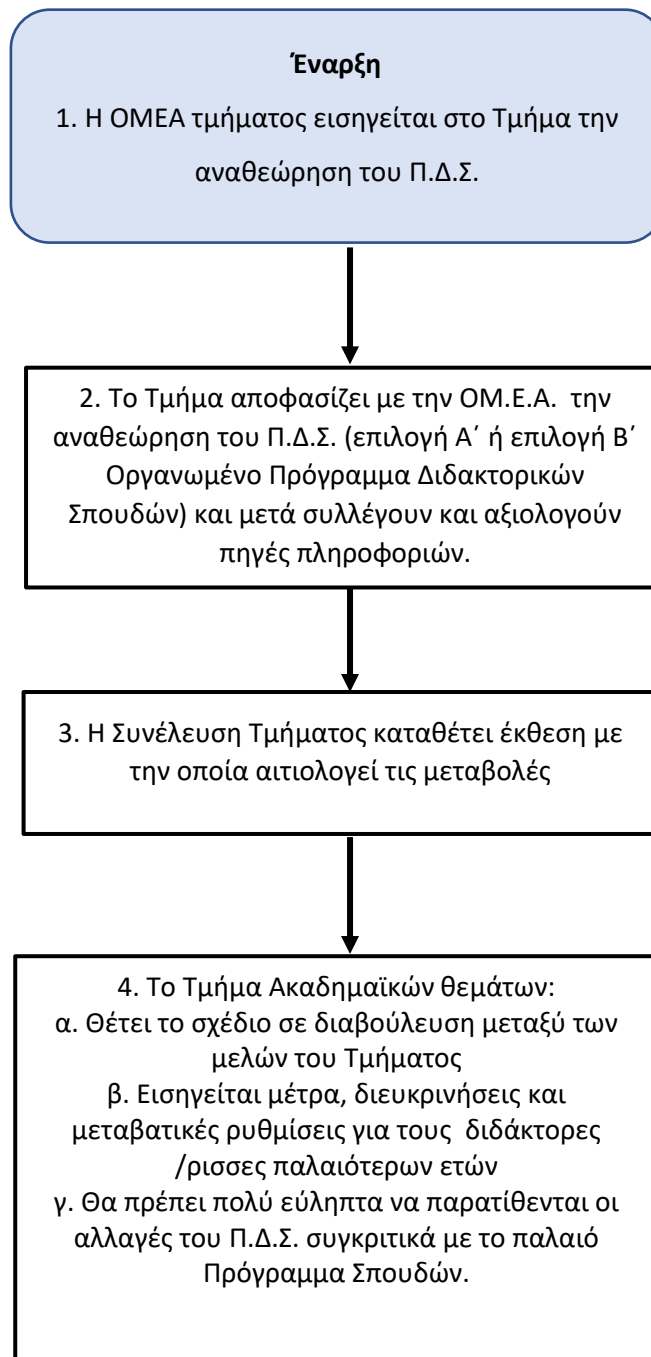 Έναρξη
1. Η ΟΜΕΑ τμήματος εισηγείται στο Τμήμα την
αναθεώρηση του Π.Δ.Σ.
2. Το Τμήμα αποφασίζει με την ΟΜ.Ε.Α. την
αναθεώρηση του Π.Δ.Σ. (επιλογή Α΄ ή επιλογή Β΄
Οργανωμένο Πρόγραμμα Διδακτορικών
Σπουδών) και μετά συλλέγουν και αξιολογούν
πηγές πληροφοριών.
3. Η Συνέλευση Τμήματος καταθέτει έκθεση με
την οποία αιτιολογεί τις μεταβολές
4. Το Τμήμα Ακαδημαϊκών θεμάτων:
α. Θέτει το σχέδιο σε διαβούλευση μεταξύ των
μελών του Τμήματος
β. Εισηγείται μέτρα, διευκρινήσεις και
μεταβατικές ρυθμίσεις για τους διδάκτορες
/ρισσες παλαιότερων ετών
γ. Θα πρέπει πολύ εύληπτα να παρατίθενται οι
αλλαγές του Π.Δ.Σ. συγκριτικά με το παλαιό
Πρόγραμμα Σπουδών.